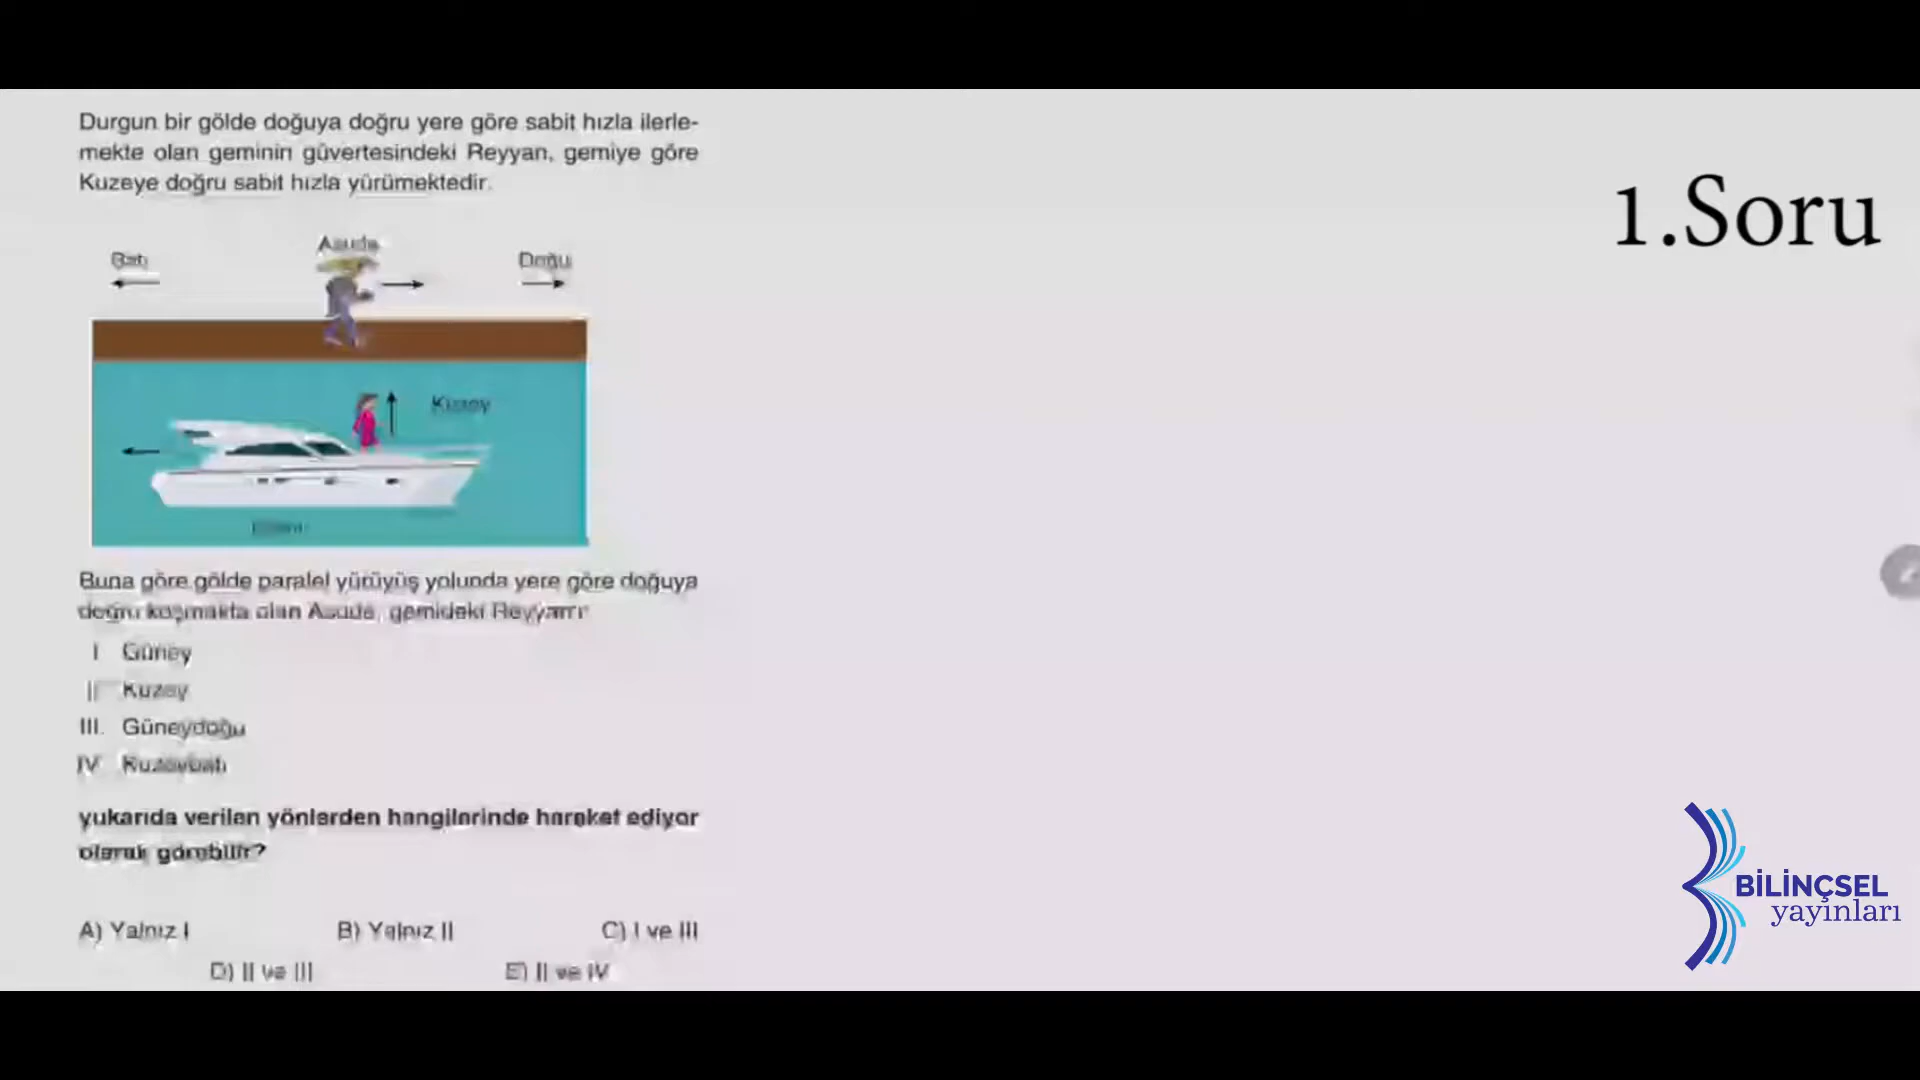 Durgun bir gölde doğuya doğru yere göre sabit hızla ilerle-
mekte olan geminin güvertesindeki Reyyan, gemiye göre
Kuzeye doğru sabit hızla yürümektedir.
1.Soru
Asude
Batı
Doğu
Kuzey
Buna göre gölde paralel yürüyüş yolunda yere göre doğuya
doğru koşmakta olan Asude, gemideki Reyyan'ı
I Güney
II Kuzey
III. Güneydoğu
IV Kuzeybatı
yukarıda verilen yönlerden hangilerinde hareket ediyor
olarak görebilir?
A) Yalnız I
B) Yalnız II
C) I ve III
D) II ve III
E) II ve IV
BİLİNÇSEL
yayınları